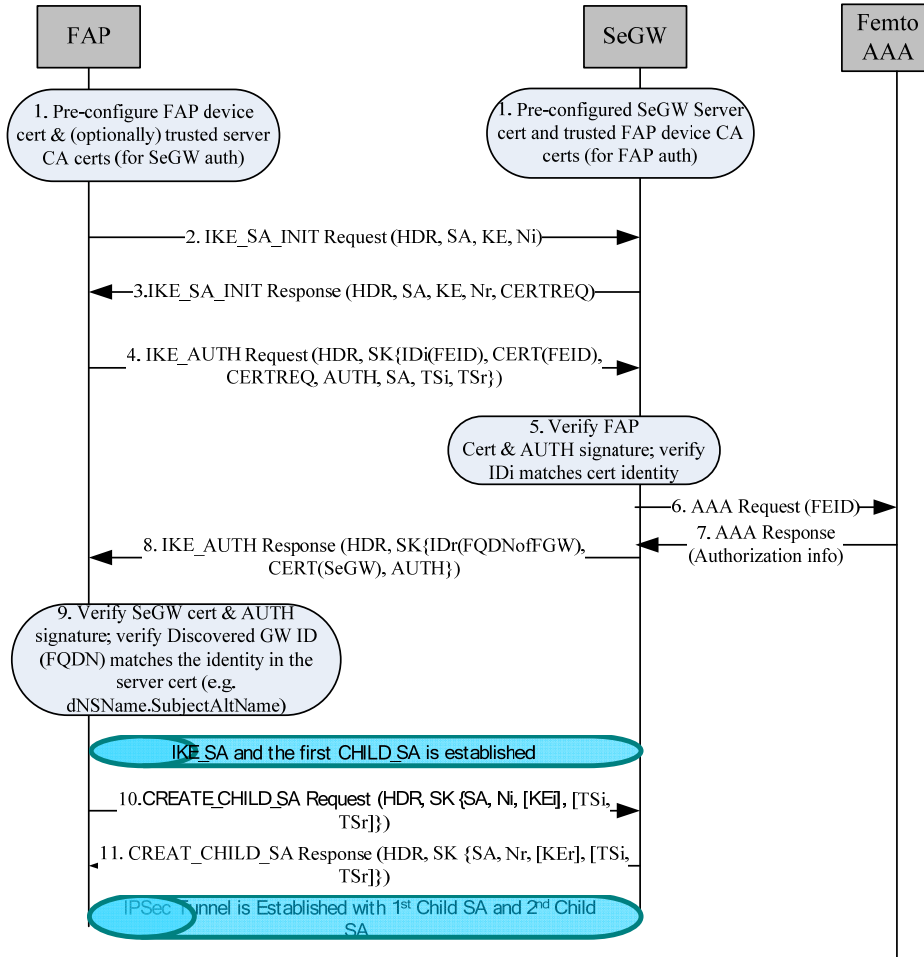 FAP
SeGW
Femto
AAA
1. Pre-configure FAP device
cert & (optionally) trusted server
CA certs (for SeGW auth)
1. Pre-configured SeGW Server
cert and trusted FAP device CA
certs (for FAP auth)
2. IKE_SA_INIT Request (HDR, SA, KE, Ni)
3.IKE_SA_INIT Response (HDR, SA, KE, Nr, CERTREQ)
4. IKE_AUTH Request (HDR, SK{IDi(FEID), CERT(FEID),
CERTREQ, AUTH, SA, TSi, TSr})
5. Verify FAP
Cert & AUTH signature; verify
IDi matches cert identity
6. AAA Request (FEID)
7. AAA Response
(Authorization info)
8. IKE_AUTH Response (HDR, SK{IDr(FQDNofFGW),
CERT(SeGW), AUTH})
9. Verify SeGW cert & AUTH
signature; verify Discovered GW ID
(FQDN) matches the identity in the
server cert (e.g.
dNSName.SubjectAltName)
IKE_SA and the first CHILD_SA is established
10.CREATE_CHILD_SA Request (HDR, SK {SA, Ni, [KEi], [TSi,
TSr]})
11. CREAT_CHILD_SA Response (HDR, SK {SA, Nr, [KEr], [TSi,
TSr]})
IPSec Tunnel is Established with 1st Child SA and 2nd Child
SA